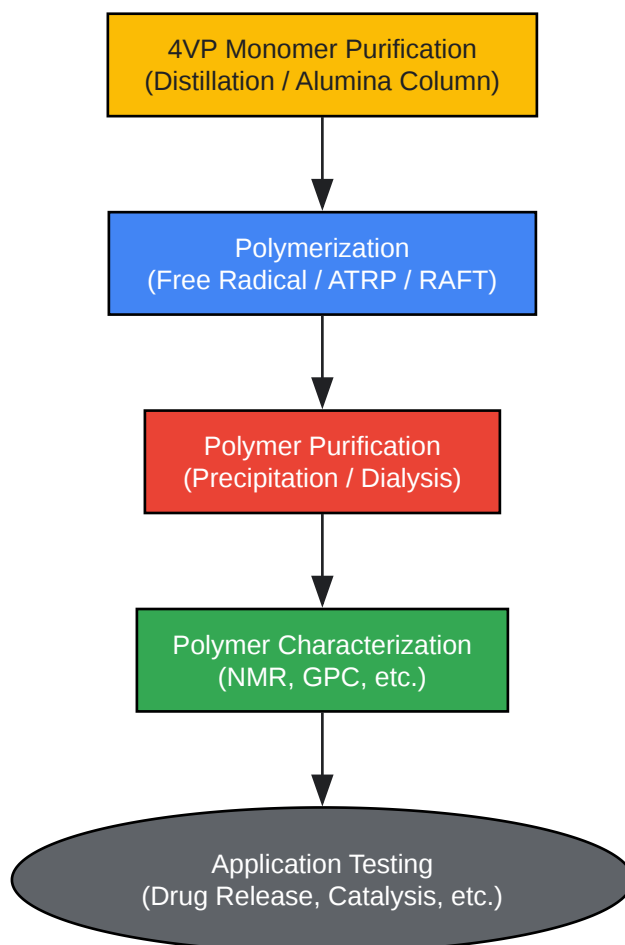 4VP Monomer Purification
(Distillation / Alumina Column)
Polymerization
(Free Radical / ATRP / RAFT)
Polymer Purification
(Precipitation / Dialysis)
Polymer Characterization
(NMR, GPC, etc.)
Application Testing
(Drug Release, Catalysis, etc.)